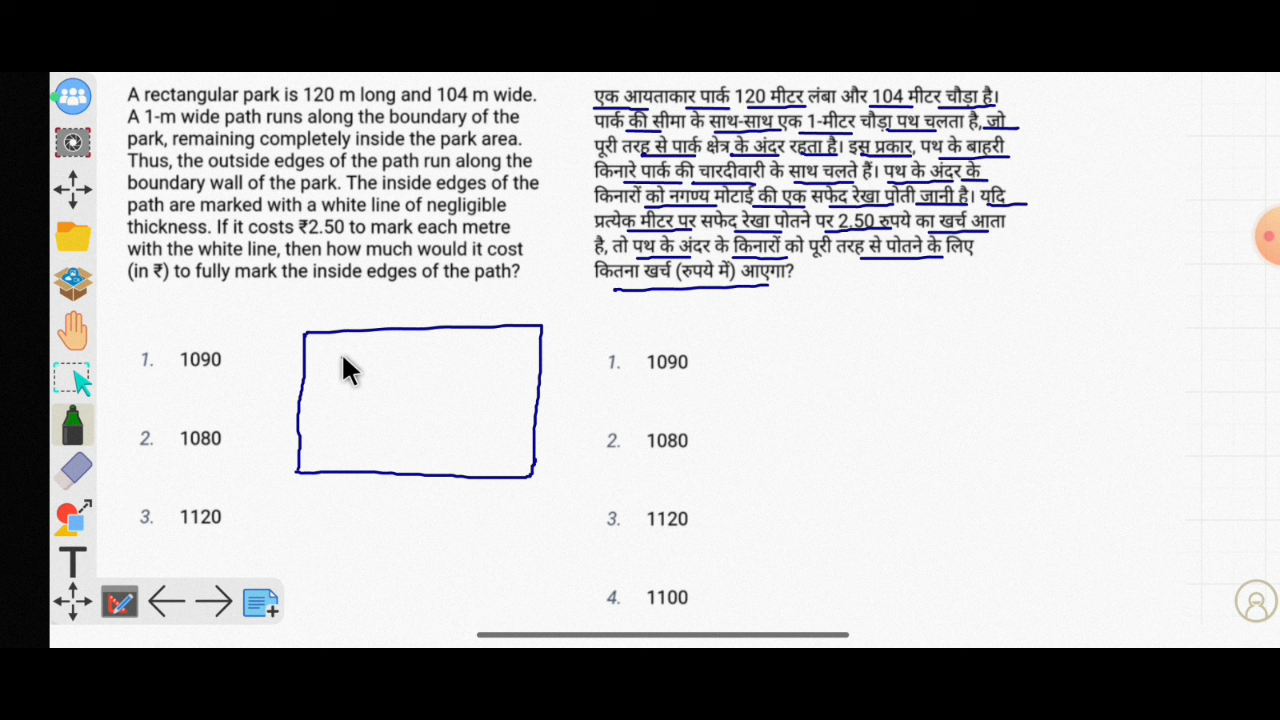 A rectangular park is 120 m long and 104 m wide.
A 1-m wide path runs along the boundary of the
park, remaining completely inside the park area.
Thus, the outside edges of the path run along the
boundary wall of the park. The inside edges of the
path are marked with a white line of negligible
thickness. If it costs ₹2.50 to mark each metre
with the white line, then how much would it cost
(in ₹) to fully mark the inside edges of the path?
1. 1090
2. 1080
3. 1120
एक आयताकार पार्क 120 मीटर लंबा और 104 मीटर चौड़ा है।
पार्क की सीमा के साथ-साथ एक 1-मीटर चौड़ा पथ चलता है, जो
पूरी तरह से पार्क क्षेत्र के अंदर रहता है। इस प्रकार, पथ के बाहरी
किनारे पार्क की चारदीवारी के साथ चलते हैं। पथ के अंदर के
किनारों को नगण्य मोटाई की एक सफेद रेखा पोती जानी है। यदि
प्रत्येक मीटर पर सफेद रेखा पोतने पर 2.50 रुपये का खर्च आता
है, तो पथ के अंदर के किनारों को पूरी तरह से पोतने के लिए
कितना खर्च (रुपये में) आएगा?
1. 1090
2. 1080
3. 1120
4. 1100
T